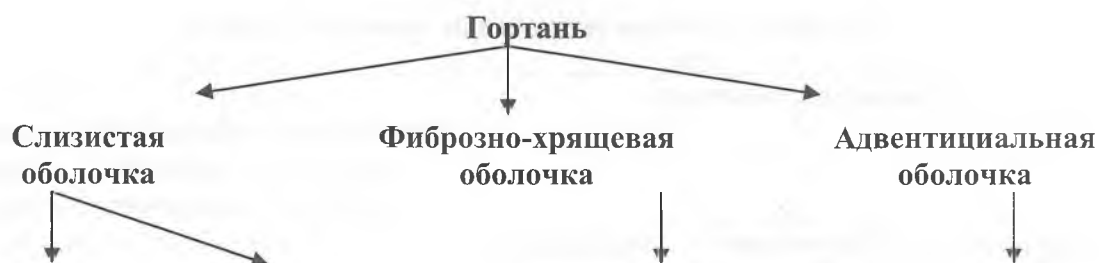 Гортань
Слизистая оболочка
Фиброзно-хрящевая оболочка
Адвентициальная оболочка